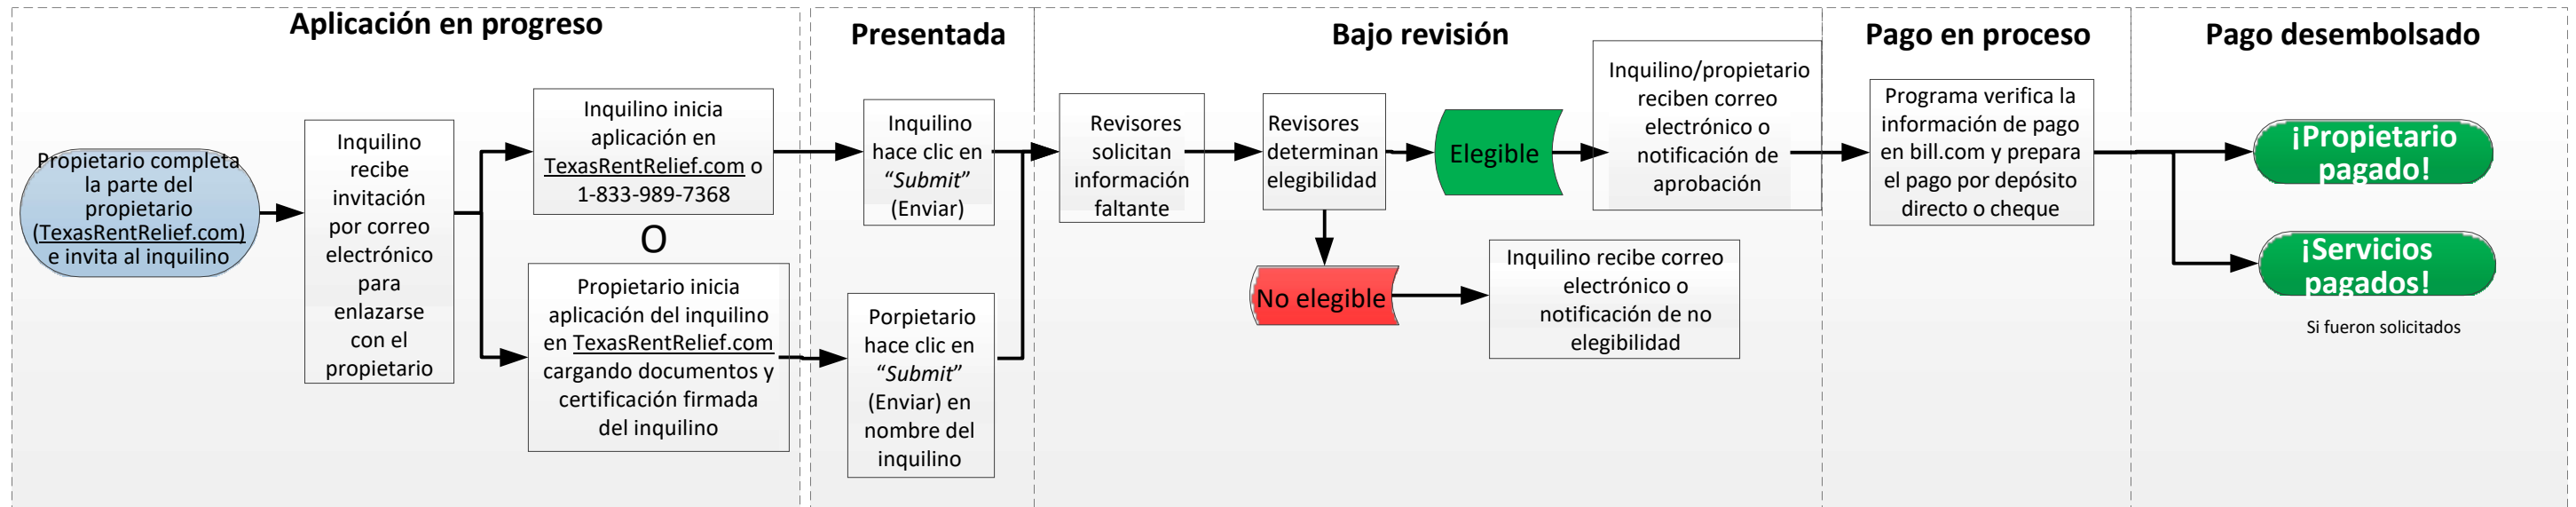 Aplicación en progreso
Propietario completa
la parte del
propietario
(TexasRentRelief.com)
e invita al inquilino
Inquilino
recibe
invitación
por correo
electrónico
para
enlazarse
con el
propietario
Inquilino inicia
aplicación en
TexasRentRelief.com o
1-833-989-7368
O
Propietario inicia
aplicación del inquilino
en TexasRentRelief.com
cargando documentos y
certificación firmada
del inquilino
Presentada
Inquilino
hace clic en
“Submit”
(Enviar)
Porpietario
hace clic en
“Submit”
(Enviar) en
nombre del
inquilino
Bajo revisión
Revisores
solicitan
información
faltante
Revisores
determinan
elegibilidad
Elegible
Inquilino/propietario
reciben correo
electrónico o
notificación de
aprobación
No elegible
Inquilino recibe correo
electrónico o
notificación de no
elegibilidad
Pago en proceso
Programa verifica la
información de pago
en bill.com y prepara
el pago por depósito
directo o cheque
Pago desembolsado
¡Propietario
pagado!
¡Servicios
pagados!
Si fueron solicitados